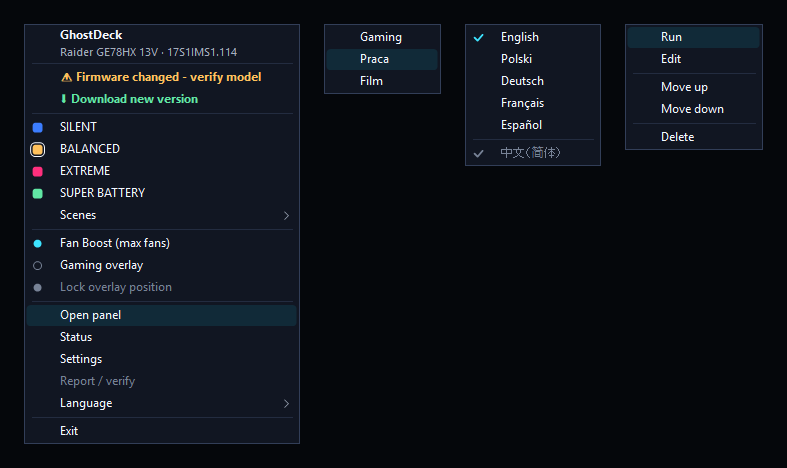 GhostDeck
Raider GE78HX 13V · 17S1IMS1.114
⚠ Firmware changed - verify model
⬇ Download new version
SILENT
BALANCED
EXTREME
SUPER BATTERY
Scenes
Fan Boost (max fans)
Gaming overlay
Lock overlay position
Open panel
Status
Settings
Report / verify
Language
Exit
Gaming
Praca
Film
English
Polski
Deutsch
Français
Español
中文(简体)
Run
Edit
Move up
Move down
Delete